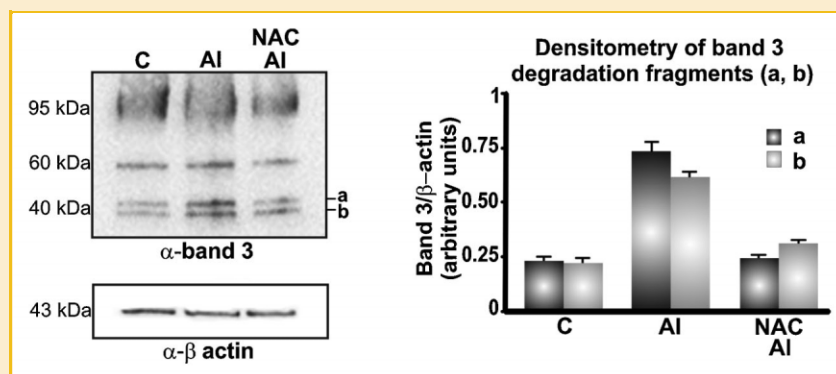 C
Al
NAC
Al
95 kDa
60 kDa
40 kDa
a
b
α-band 3
43 kDa
α-β actin
Densitometry of band 3
degradation fragments (a, b)
Band 3/β–actin
(arbitrary units)
1
0.75
0.50
0.25
0
a
b
C
Al
NAC
Al